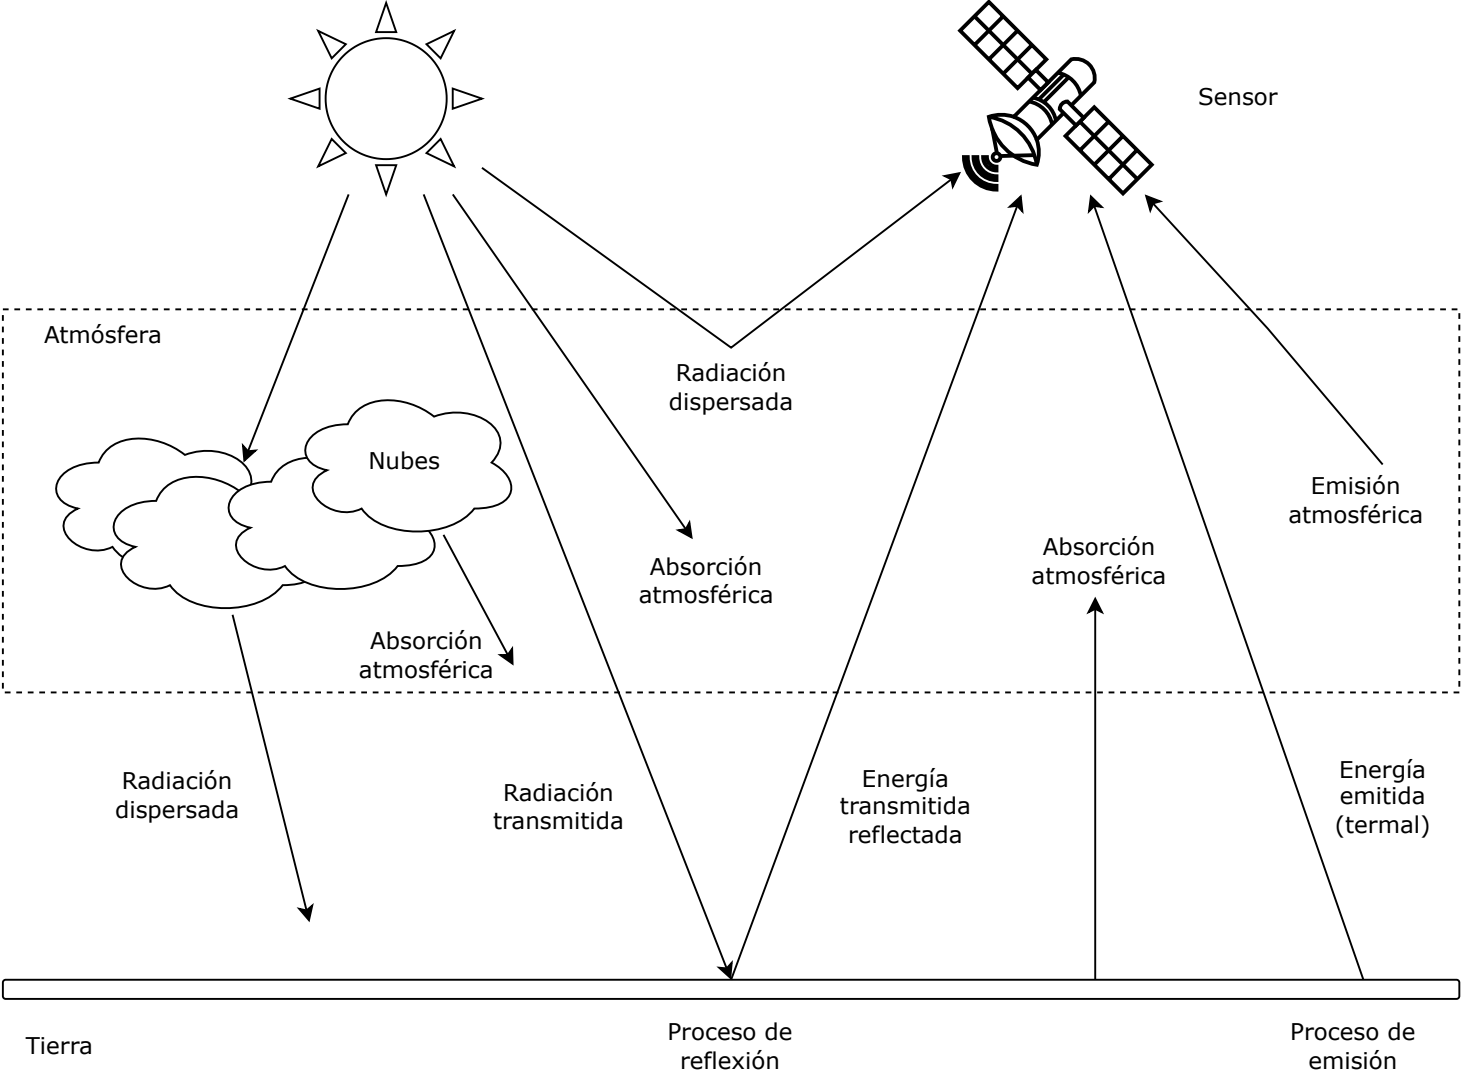 Sensor
Atmósfera
Radiación
dispersada
Nubes
Emisión
atmosférica
Absorción
atmosférica
Absorción
atmosférica
Absorción
atmosférica
Radiación
dispersada
Radiación
transmitida
Energía
transmitida
reflectada
Energía
emitida
(termal)
Tierra
Proceso de
reflexión
Proceso de
emisión